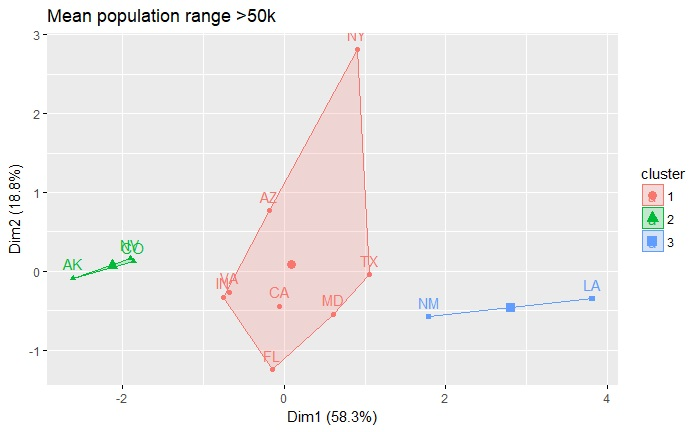 Mean population range >50k
3
NY
2
Dim2 (18.8%)
1
AZ
cluster
1
2
3
CO
AK
TX
0
VA
CA
MD
NM
LA
FL
-1
-2
0
2
4
Dim1 (58.3%)